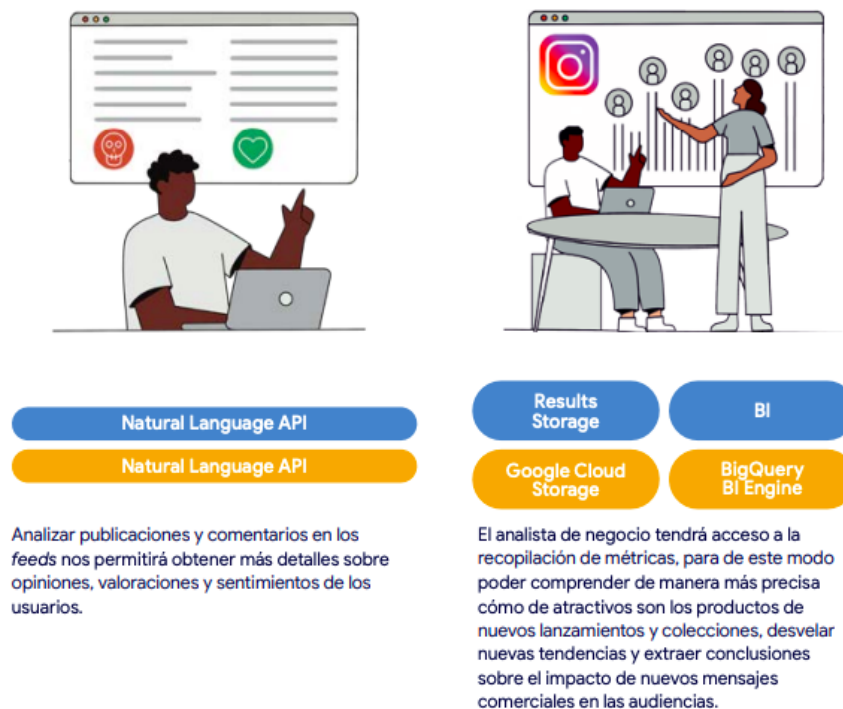 Natural Language API
Natural Language API
Analizar publicaciones y comentarios en los
feeds nos permitirá obtener más detalles sobre
opiniones, valoraciones y sentimientos de los
usuarios.
Results
Storage
BI
Google Cloud
Storage
BigQuery
BI Engine
El analista de negocio tendrá acceso a la
recopilación de métricas, para de este modo
poder comprender de manera más precisa
cómo de atractivos son los productos de
nuevos lanzamientos y colecciones, desvelar
nuevas tendencias y extraer conclusiones
sobre el impacto de nuevos mensajes
comerciales en las audiencias.